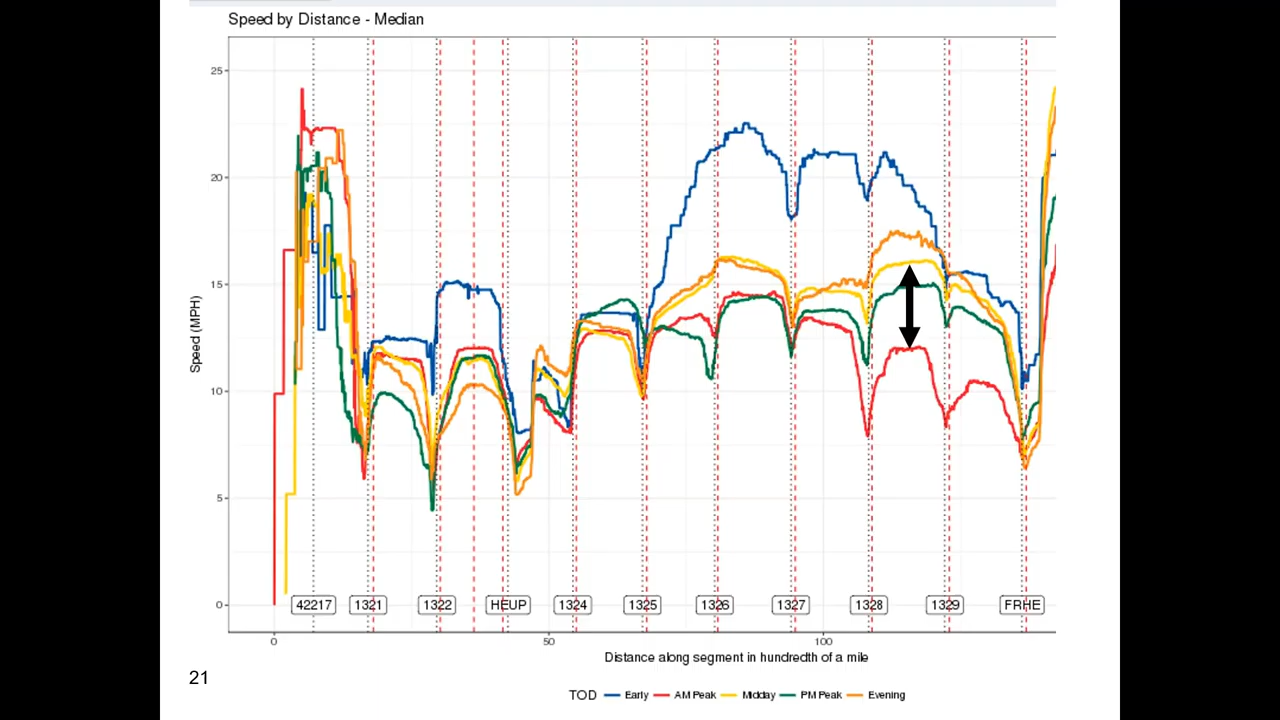 Speed by Distance - Median
25
20
15
10
5
0
Speed (MPH)
42217 1321 1322 HEUP 1324 1325 1326 1327 1328 1329 FRHE
0 50 100
Distance along segment in hundredth of a mile
21
TOD Early AM Peak Midday PM Peak Evening